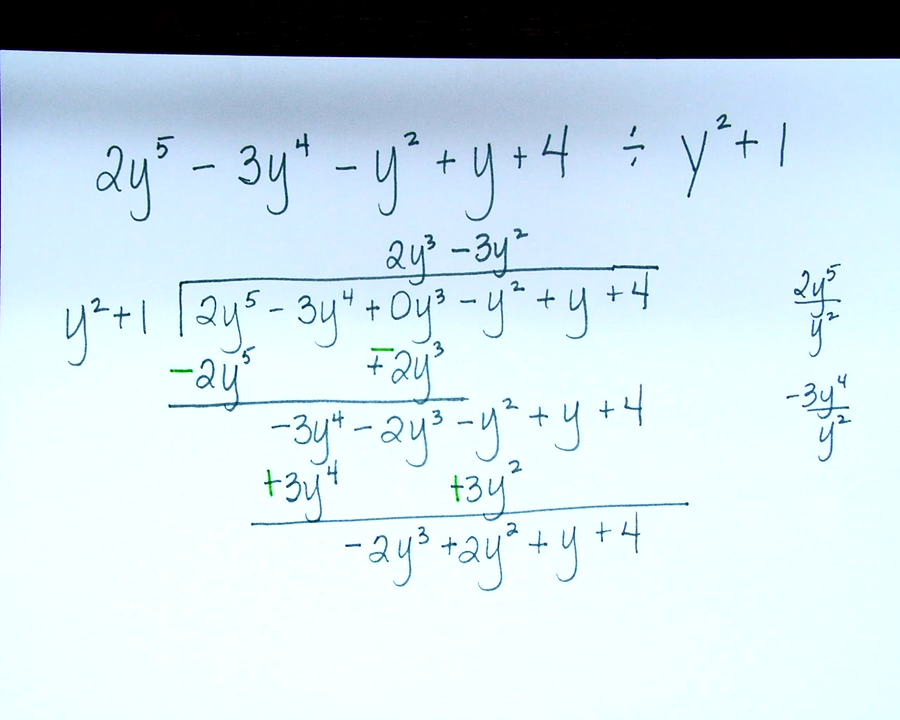 2y⁵ - 3y⁴ - y² + y + 4 ÷ y² + 1
2y³ - 3y²
y² + 1 2y⁵ - 3y⁴ + 0y³ - y² + y + 4
2y⁵/y²
-2y⁵ +̄2y³
-3y⁴/y²
-3y⁴ - 2y³ - y² + y + 4
+3y⁴ +3y²
-2y³ + 2y² + y + 4